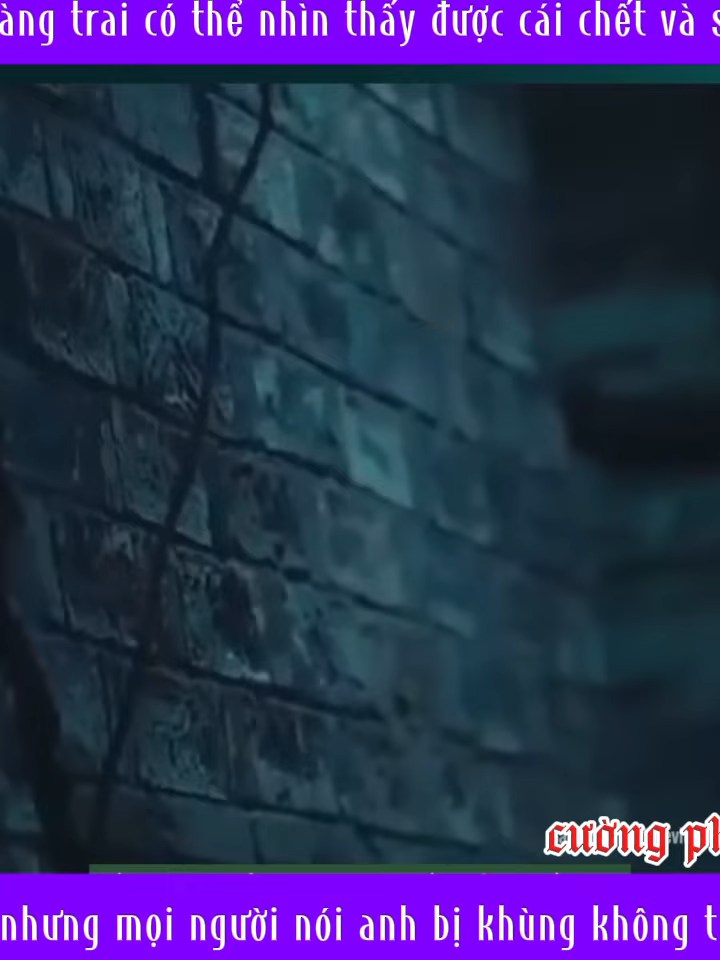 àng trai có thể nhìn thấy được cái chết và s
cường ph
nhưng mọi người nói anh bị khùng không t